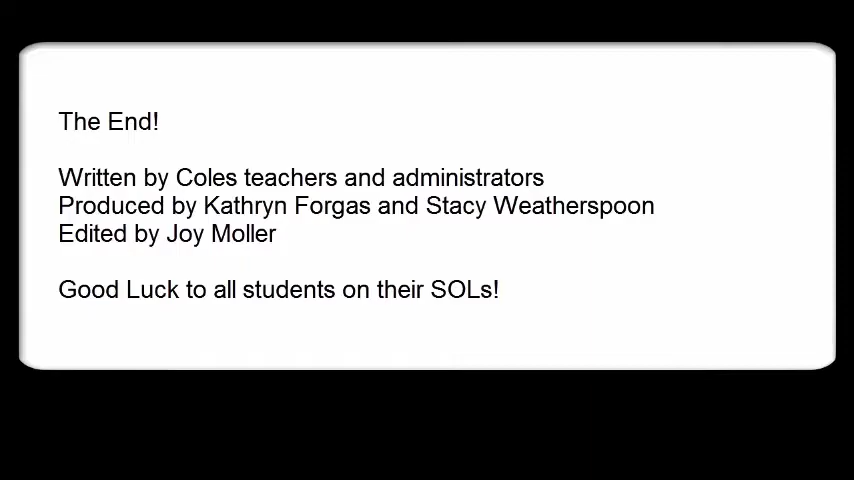 The End!
Written by Coles teachers and administrators
Produced by Kathryn Forgas and Stacy Weatherspoon
Edited by Joy Moller
Good Luck to all students on their SOLs!